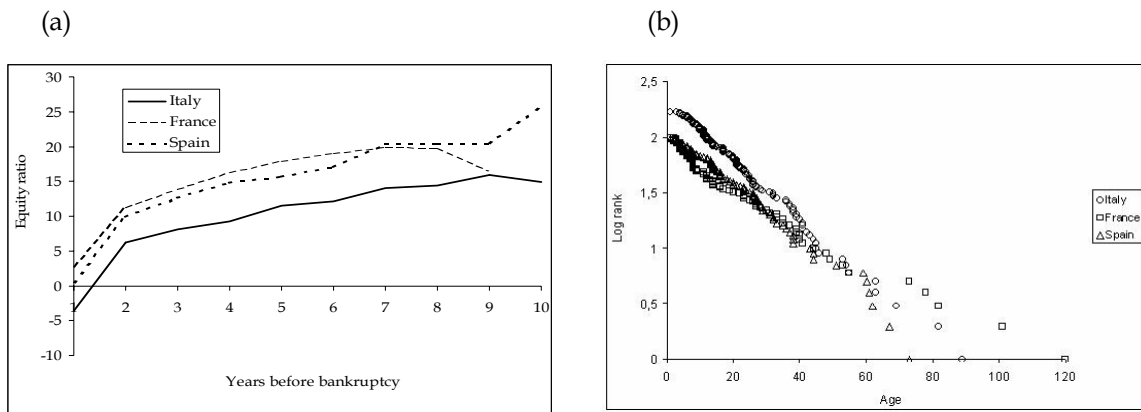 (a)
(b)
Equity ratio
30
25
20
15
10
5
0
-5
-10
Italy
France
Spain
1 2 3 4 5 6 7 8 9 10
Years before bankruptcy
Log rank
2,5
2
1,5
1
0,5
0
Italy
France
Spain
0 20 40 60 80 100 120
Age